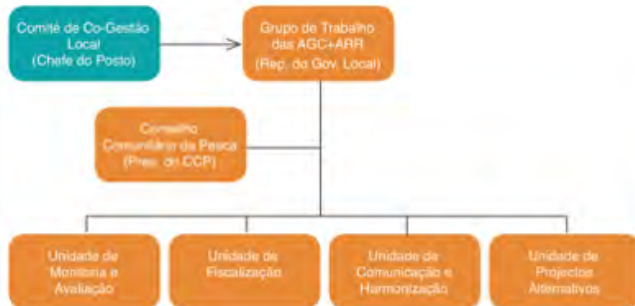 Comité de Co-Gestão
Local
(Chefe do Posto)
Grupo de Trabalho
das AGC+ARR
(Rep. do Gov. Local)
Conselho
Comunitário da Pesca
(Pres. do CCP)
Unidade de
Monitoria e
Avaliação
Unidade de
Fiscalização
Unidade de
Comunicação e
Harmonização
Unidade de
Projectos
Alternativos